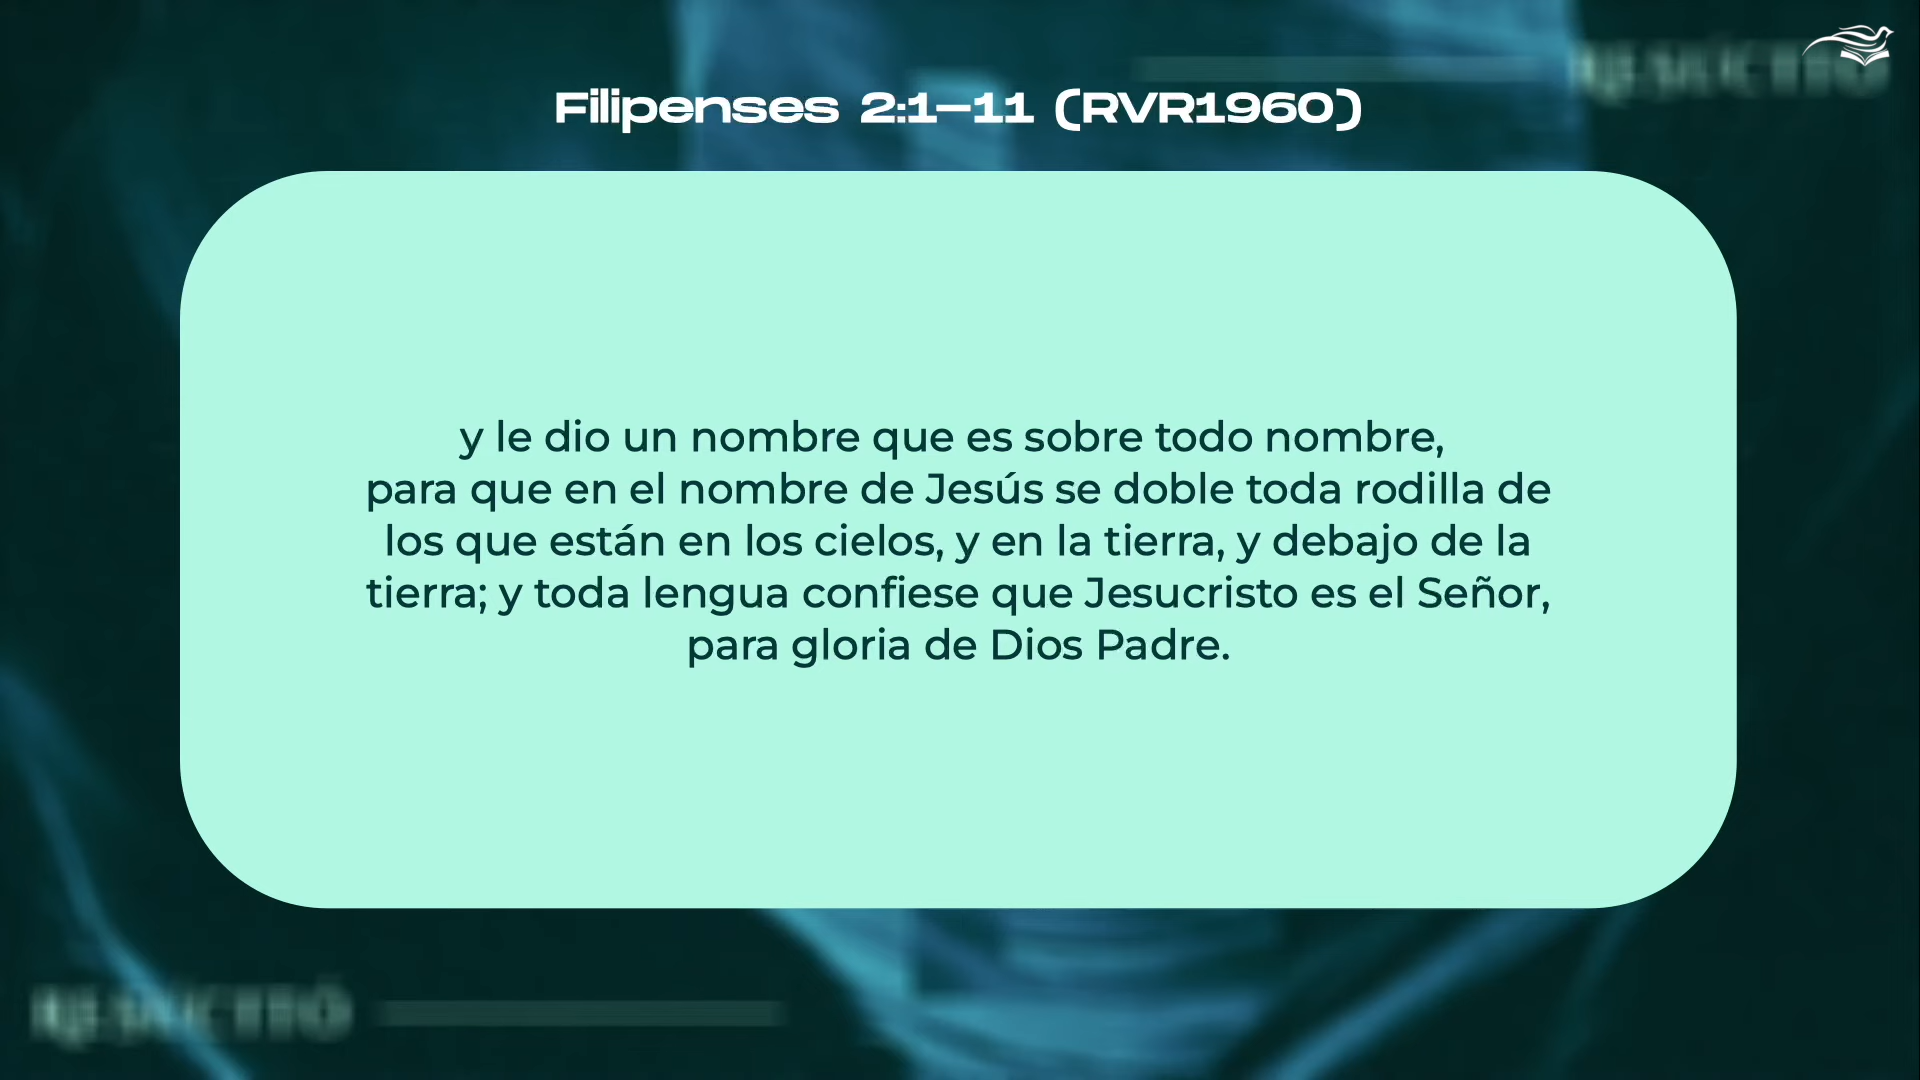 Filipenses 2:1–11 (RVR1960)
y le dio un nombre que es sobre todo nombre,
para que en el nombre de Jesús se doble toda rodilla de
los que están en los cielos, y en la tierra, y debajo de la
tierra; y toda lengua confiese que Jesucristo es el Señor,
para gloria de Dios Padre.